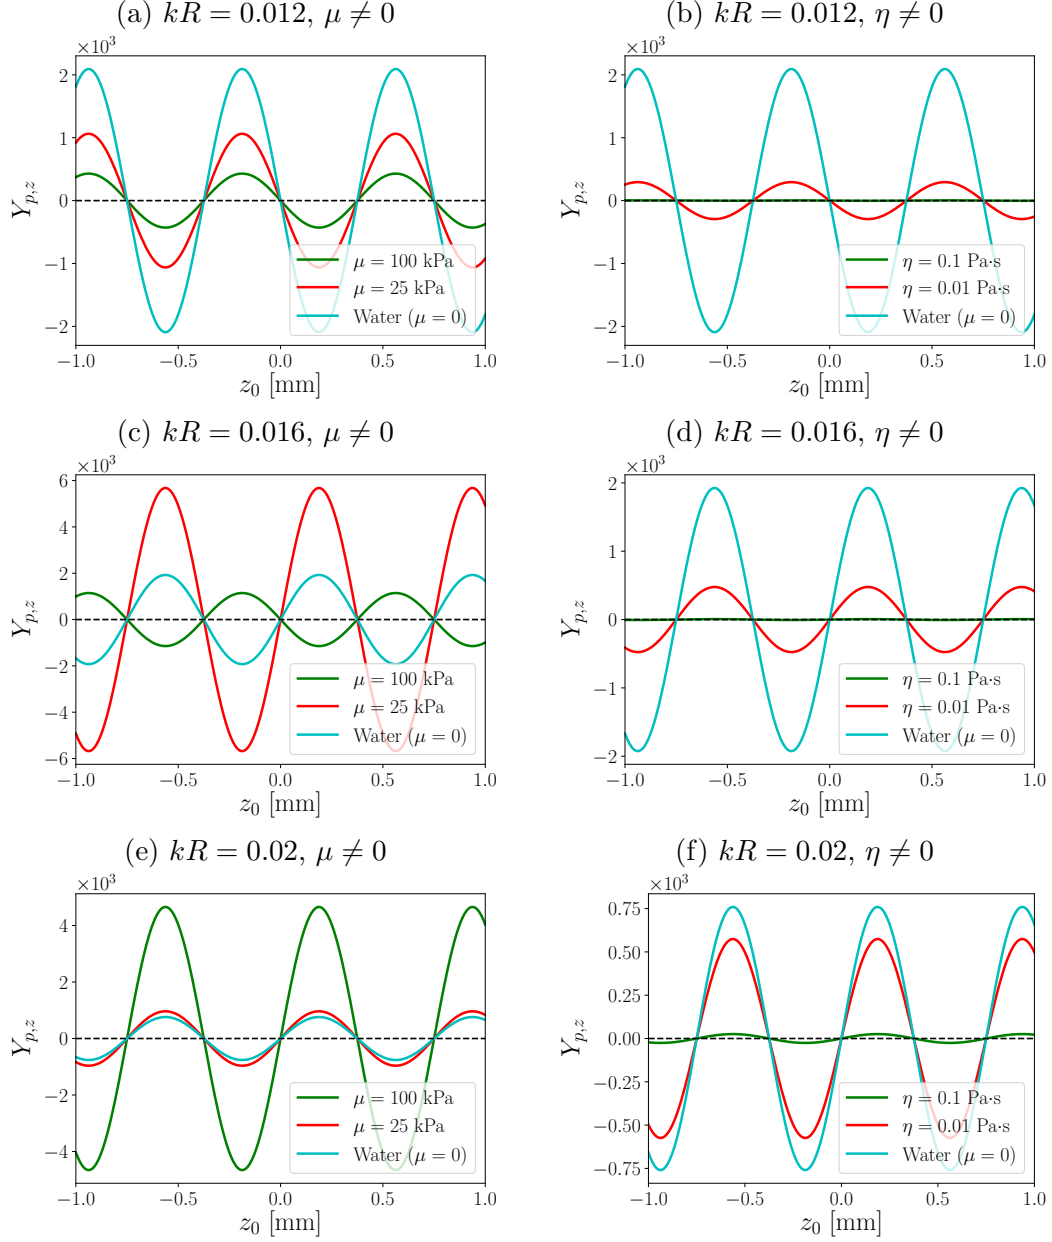 (a) kR = 0.012, μ ≠ 0
×10³
2
1
0
−1
−2
Y_{p,z}
μ = 100 kPa
μ = 25 kPa
Water (μ = 0)
−1.0 −0.5 0.0 0.5 1.0
z₀ [mm]
(b) kR = 0.012, η ≠ 0
×10³
2
1
0
−1
−2
Y_{p,z}
η = 0.1 Pa·s
η = 0.01 Pa·s
Water (μ = 0)
−1.0 −0.5 0.0 0.5 1.0
z₀ [mm]
(c) kR = 0.016, μ ≠ 0
×10³
6
4
2
0
−2
−4
−6
Y_{p,z}
μ = 100 kPa
μ = 25 kPa
Water (μ = 0)
−1.0 −0.5 0.0 0.5 1.0
z₀ [mm]
(d) kR = 0.016, η ≠ 0
×10³
2
1
0
−1
−2
Y_{p,z}
η = 0.1 Pa·s
η = 0.01 Pa·s
Water (μ = 0)
−1.0 −0.5 0.0 0.5 1.0
z₀ [mm]
(e) kR = 0.02, μ ≠ 0
×10³
4
2
0
−2
−4
Y_{p,z}
μ = 100 kPa
μ = 25 kPa
Water (μ = 0)
−1.0 −0.5 0.0 0.5 1.0
z₀ [mm]
(f) kR = 0.02, η ≠ 0
×10³
0.75
0.50
0.25
0.00
−0.25
−0.50
−0.75
Y_{p,z}
η = 0.1 Pa·s
η = 0.01 Pa·s
Water (μ = 0)
−1.0 −0.5 0.0 0.5 1.0
z₀ [mm]